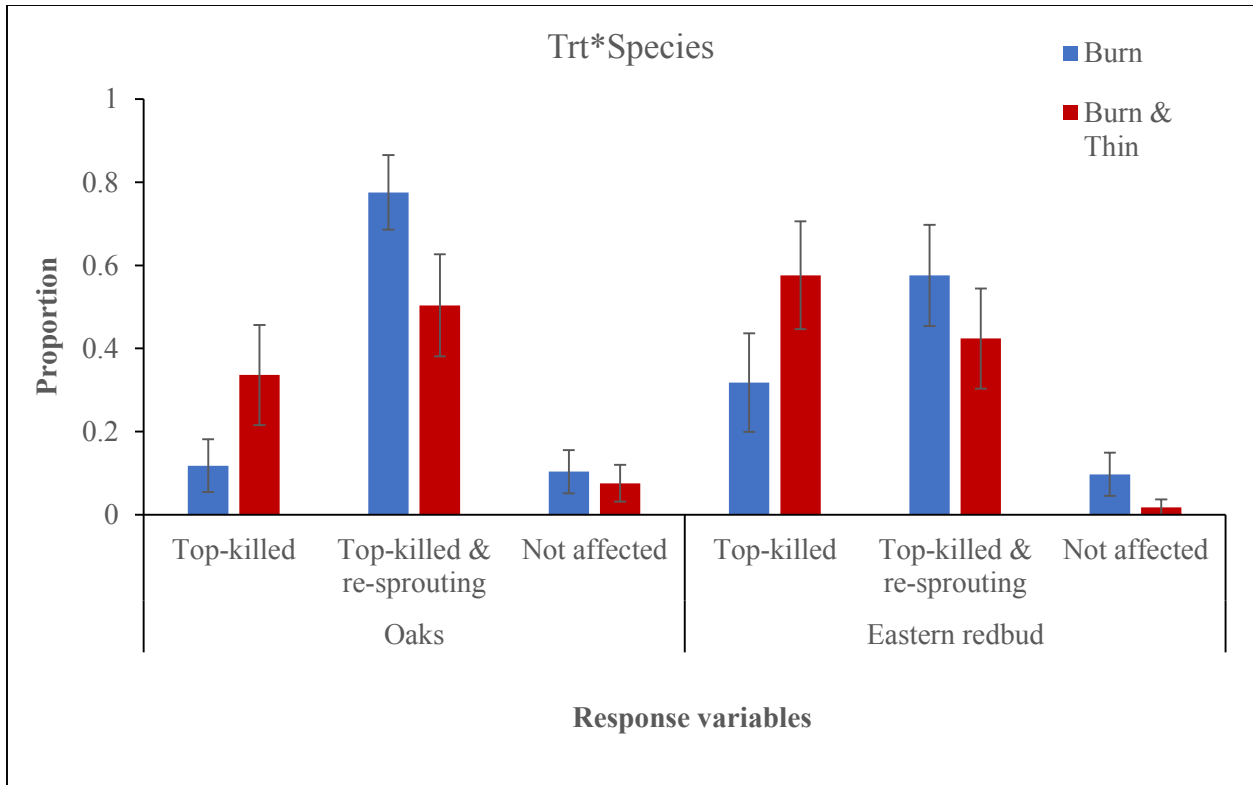 Trt*Species
Burn
Burn &
Thin
1
0.8
0.6
0.4
0.2
0
Proportion
Top-killed
Top-killed &
re-sprouting
Not affected
Top-killed
Top-killed &
re-sprouting
Not affected
Oaks
Eastern redbud
Response variables